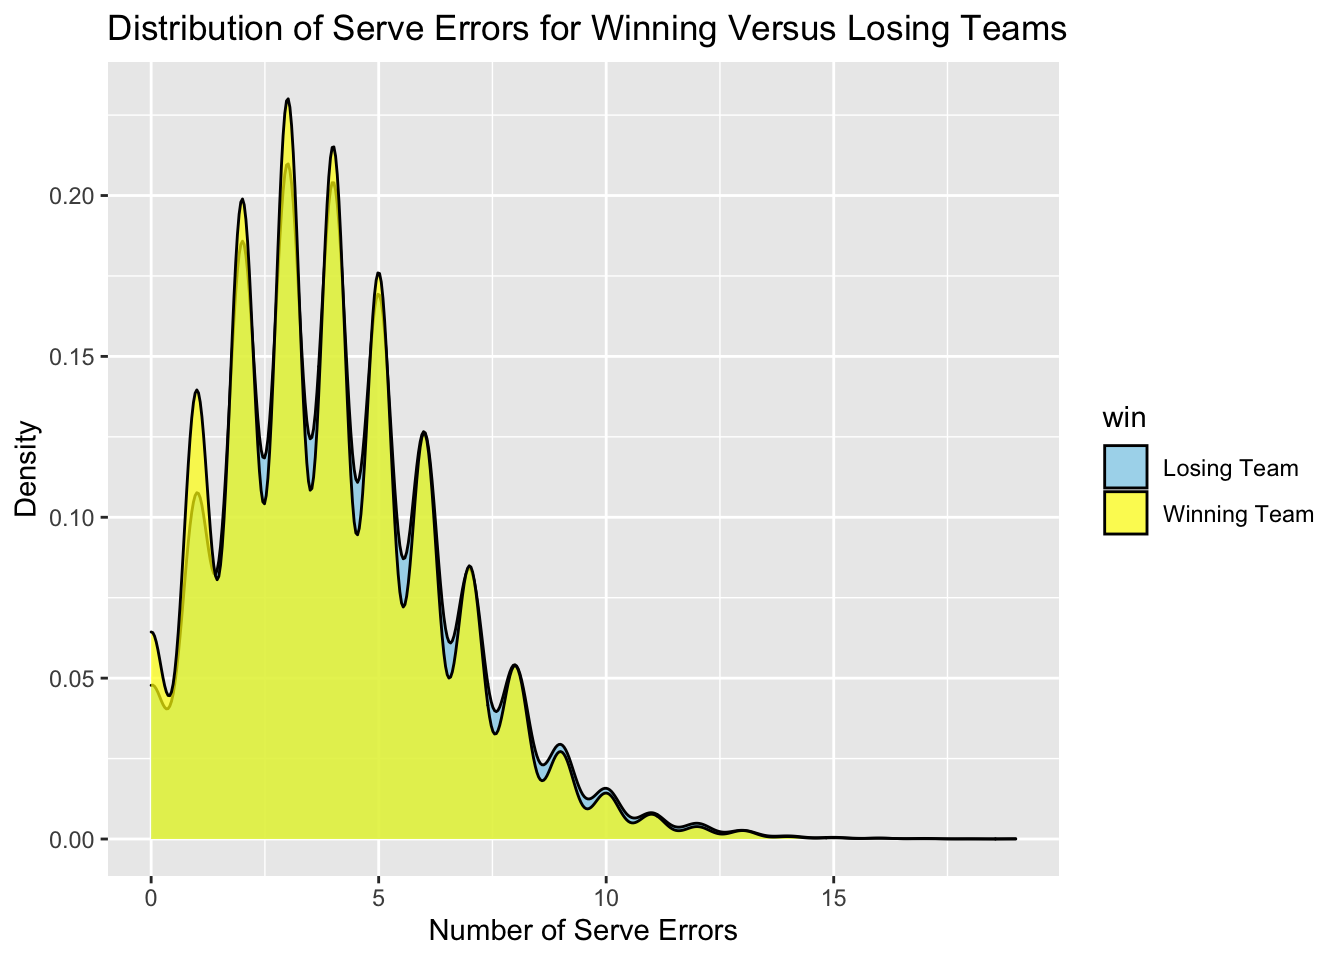 Distribution of Serve Errors for Winning Versus Losing Teams
Density
0.20
0.15
0.10
0.05
0.00
0
5
10
15
Number of Serve Errors
win
Losing Team
Winning Team